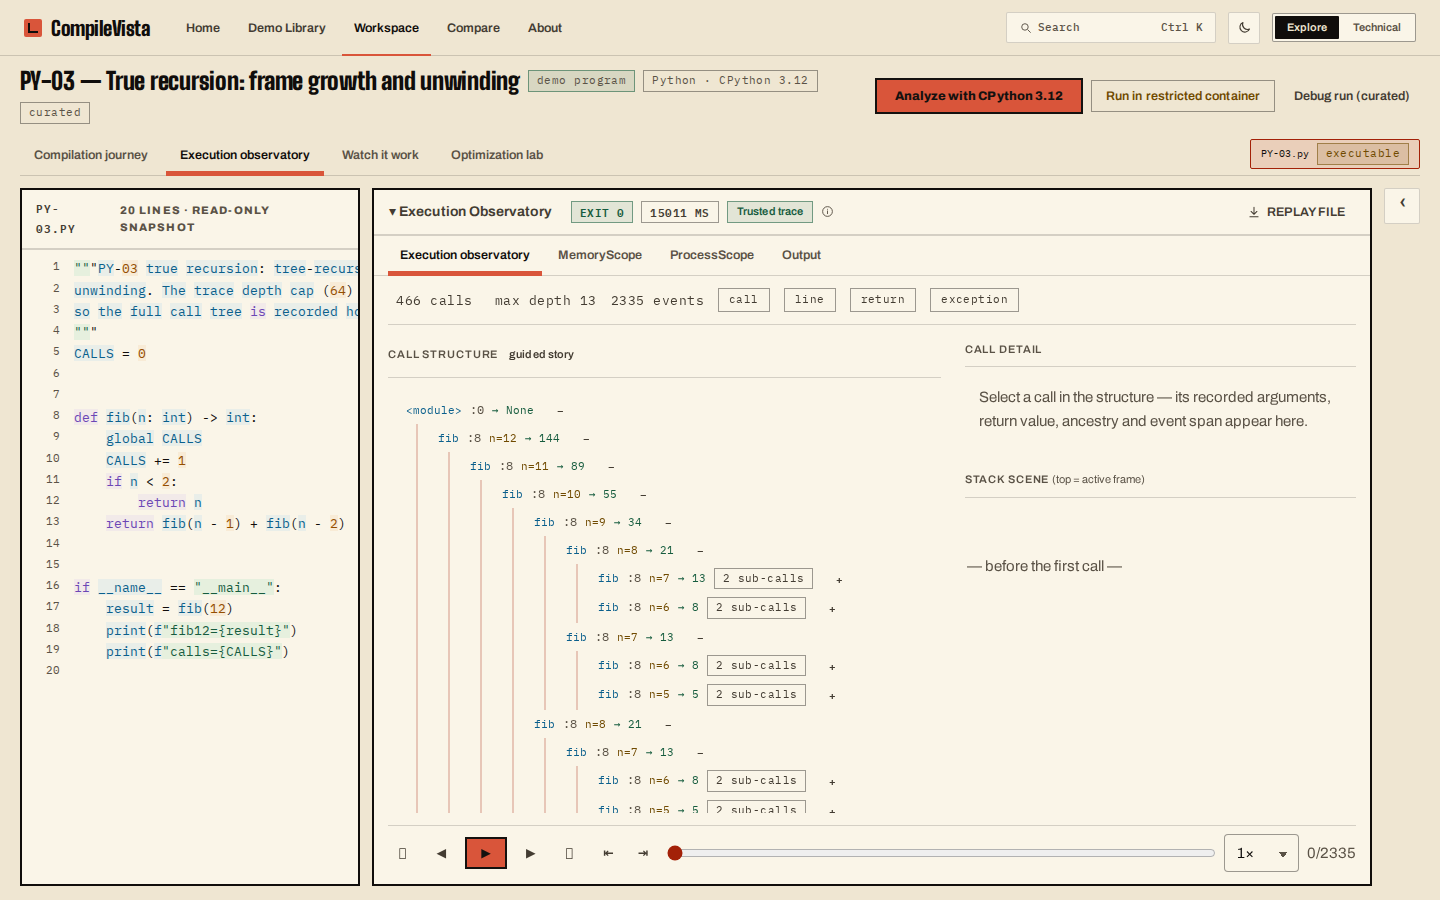 CompileVista
Home
Demo Library
Workspace
Compare
About
Search
Ctrl K
Explore
Technical
PY-03 — True recursion: frame growth and unwinding
demo program
Python · CPython 3.12
curated
Analyze with CPython 3.12
Run in restricted container
Debug run (curated)
Compilation journey
Execution observatory
Watch it work
Optimization lab
PY-03.py
executable
PY-
03.PY
20 LINES · READ-ONLY
SNAPSHOT
1 """PY-03 true recursion: tree-recurs
2 unwinding. The trace depth cap (64)
3 so the full call tree is recorded ho
4 """
5 CALLS = 0
6
7
8 def fib(n: int) -> int:
9 global CALLS
10 CALLS += 1
11 if n < 2:
12 return n
13 return fib(n - 1) + fib(n - 2)
14
15
16 if __name__ == "__main__":
17 result = fib(12)
18 print(f"fib12={result}")
19 print(f"calls={CALLS}")
20
▾ Execution Observatory
EXIT 0
15011 MS
Trusted trace
REPLAY FILE
Execution observatory
MemoryScope
ProcessScope
Output
466 calls max depth 13 2335 events call line return exception
CALL STRUCTURE guided story
<module> :0 → None −
fib :8 n=12 → 144 −
fib :8 n=11 → 89 −
fib :8 n=10 → 55 −
fib :8 n=9 → 34 −
fib :8 n=8 → 21 −
fib :8 n=7 → 13 2 sub-calls +
fib :8 n=6 → 8 2 sub-calls +
fib :8 n=7 → 13 −
fib :8 n=6 → 8 2 sub-calls +
fib :8 n=5 → 5 2 sub-calls +
fib :8 n=8 → 21 −
fib :8 n=7 → 13 −
fib :8 n=6 → 8 2 sub-calls +
fib :8 n=5 → 5 2 sub-calls +
CALL DETAIL
Select a call in the structure — its recorded arguments,
return value, ancestry and event span appear here.
STACK SCENE (top = active frame)
— before the first call —
1×
0/2335